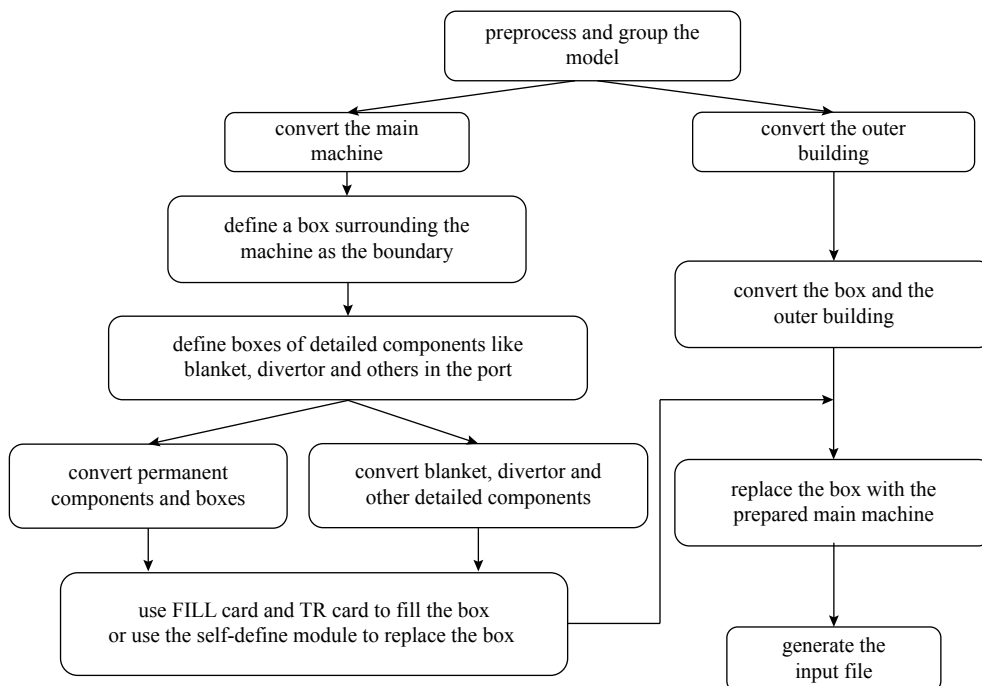 preprocess and group the
model
convert the main
machine
convert the outer
building
define a box surrounding the
machine as the boundary
convert the box and the
outer building
define boxes of detailed components like
blanket, divertor and others in the port
convert permanent
components and boxes
convert blanket, divertor and
other detailed components
replace the box with the
prepared main machine
use FILL card and TR card to fill the box
or use the self-define module to replace the box
generate the
input file